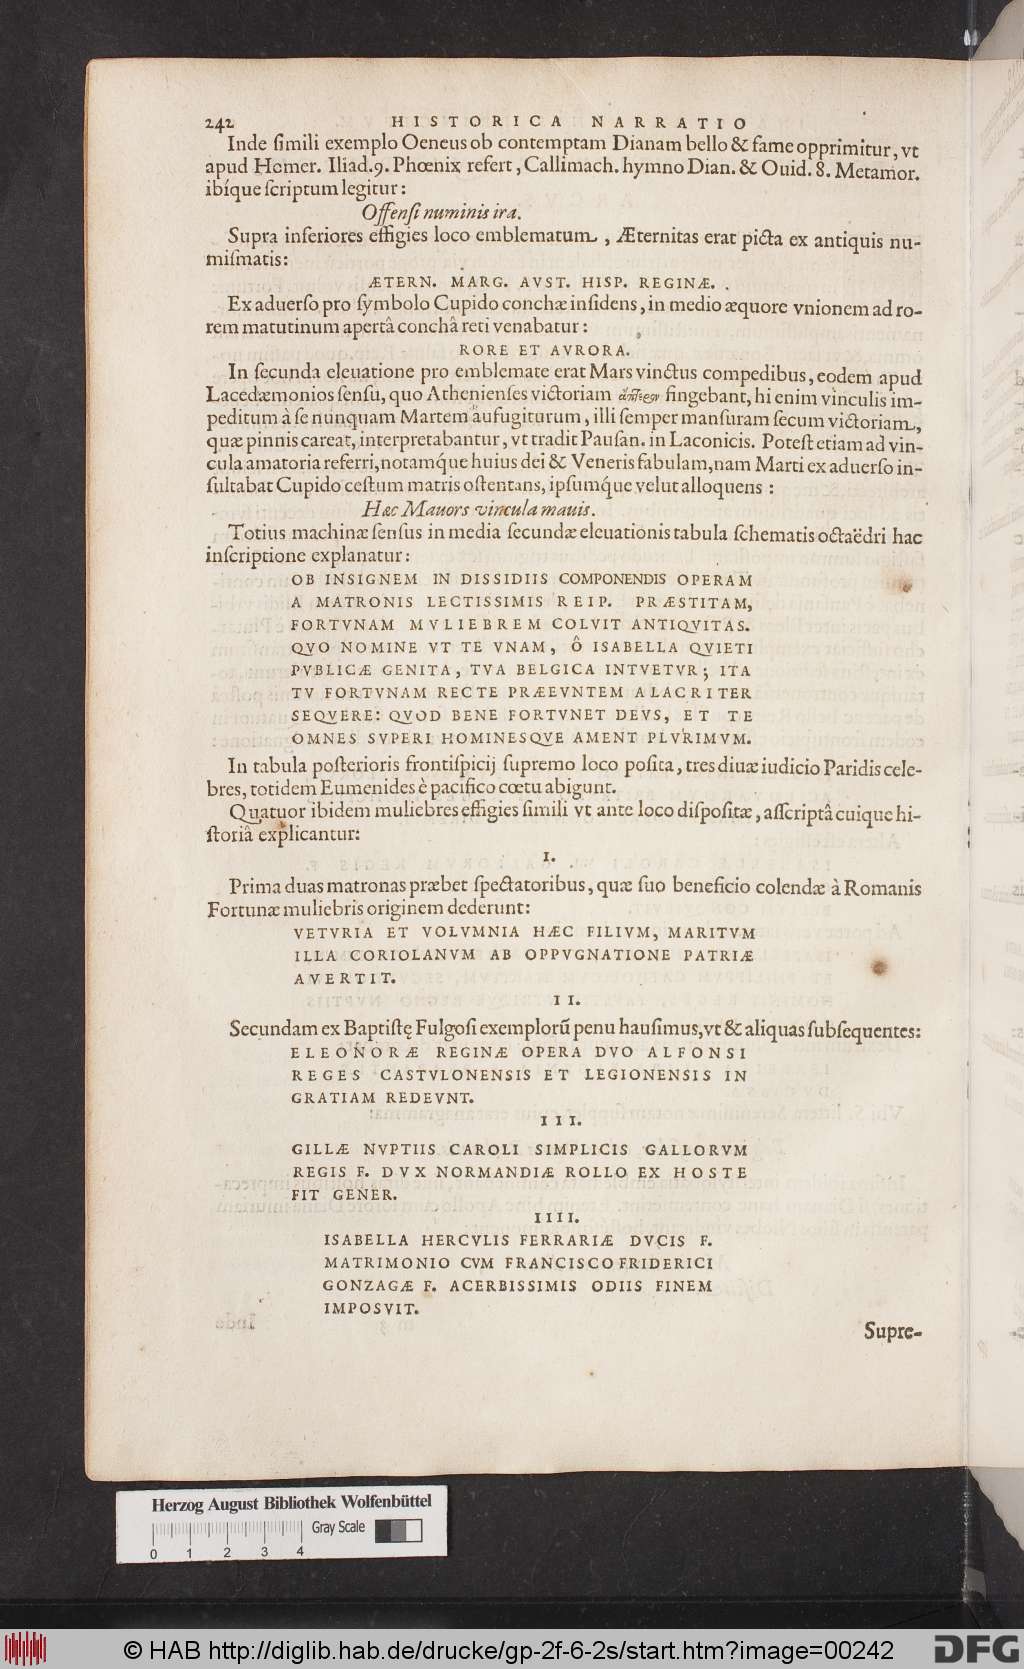 242 HISTORICA NARRATIO
Inde ſimili exemplo Oeneus ob contemptam Dianam bello & fame opprimitur, vt
apud Homer. Iliad.9. Phœnix refert, Callimach. hymno Dian. & Ouid. 8. Metamor.
ibíque ſcriptum legitur:
Offenſi numinis ira.
Supra inferiores effigies loco emblematum, Æternitas erat picta ex antiquis nu-
miſmatis:
ÆTERN. MARG. AVST. HISP. REGINÆ.
Ex aduerſo pro ſymbolo Cupido conchæ inſidens, in medio æquore vnionem ad ro-
rem matutinum apertâ conchâ reti venabatur:
RORE ET AVRORA.
In ſecunda eleuatione pro emblemate erat Mars vinctus compedibus, eodem apud
Lacedæmonios ſenſu, quo Athenienſes victoriam fingebant, hi enim vinculis im-
peditum à ſe nunquam Martem aufugiturum, illi ſemper manſuram ſecum victoriam,
quæ pinnis careat, interpretabantur, vt tradit Pauſan. in Laconicis. Poteſt etiam ad vin-
cula amatoria referri, notamq́ue huius dei & Veneris fabulam, nam Marti ex aduerſo in-
ſultabat Cupido ceſtum matris oſtentans, ipſumq́ue velut alloquens:
Hæc Mauors vincula mauis.
Totius machinæ ſenſus in media ſecundæ eleuationis tabula ſchematis octaëdri hac
inſcriptione explanatur:
OB INSIGNEM IN DISSIDIIS COMPONENDIS OPERAM
A MATRONIS LECTISSIMIS REIP. PRÆSTITAM,
FORTVNAM MVLIEBREM COLVIT ANTIQVITAS.
QVO NOMINE VT TE VNAM, Ô ISABELLA QVIETI
PVBLICÆ GENITA, TVA BELGICA INTVETVR; ITA
TV FORTVNAM RECTE PRÆEVNTEM ALACRITER
SEQVERE: QVOD BENE FORTVNET DEVS, ET TE
OMNES SVPERI HOMINESQVE AMENT PLVRIMVM.
In tabula poſterioris frontiſpicij ſupremo loco poſita, tres diuæ iudicio Paridis cele-
bres, totidem Eumenides è pacifico cœtu abigunt.
Quatuor ibidem muliebres effigies ſimili vt ante loco diſpoſitæ, aſſcriptâ cuique hi-
ſtoriâ explicantur:
I.
Prima duas matronas præbet ſpectatoribus, quæ ſuo beneficio colendæ à Romanis
Fortunæ muliebris originem dederunt:
VETVRIA ET VOLVMNIA HÆC FILIVM, MARITVM
ILLA CORIOLANVM AB OPPVGNATIONE PATRIÆ
AVERTIT.
II.
Secundam ex Baptiſtę Fulgoſi exemplorũ penu hauſimus, vt & aliquas ſubſequentes:
ELEONORÆ REGINÆ OPERA DVO ALFONSI
REGES CASTVLONENSIS ET LEGIONENSIS IN
GRATIAM REDEVNT.
III.
GILLÆ NVPTIIS CAROLI SIMPLICIS GALLORVM
REGIS F. DVX NORMANDIÆ ROLLO EX HOSTE
FIT GENER.
IIII.
ISABELLA HERCVLIS FERRARIÆ DVCIS F.
MATRIMONIO CVM FRANCISCO FRIDERICI
GONZAGÆ F. ACERBISSIMIS ODIIS FINEM
IMPOSVIT.
Supre-
Herzog August Bibliothek Wolfenbüttel
Gray Scale
0 1 2 3 4
© HAB http://diglib.hab.de/drucke/gp-2f-6-2s/start.htm?image=00242
DFG